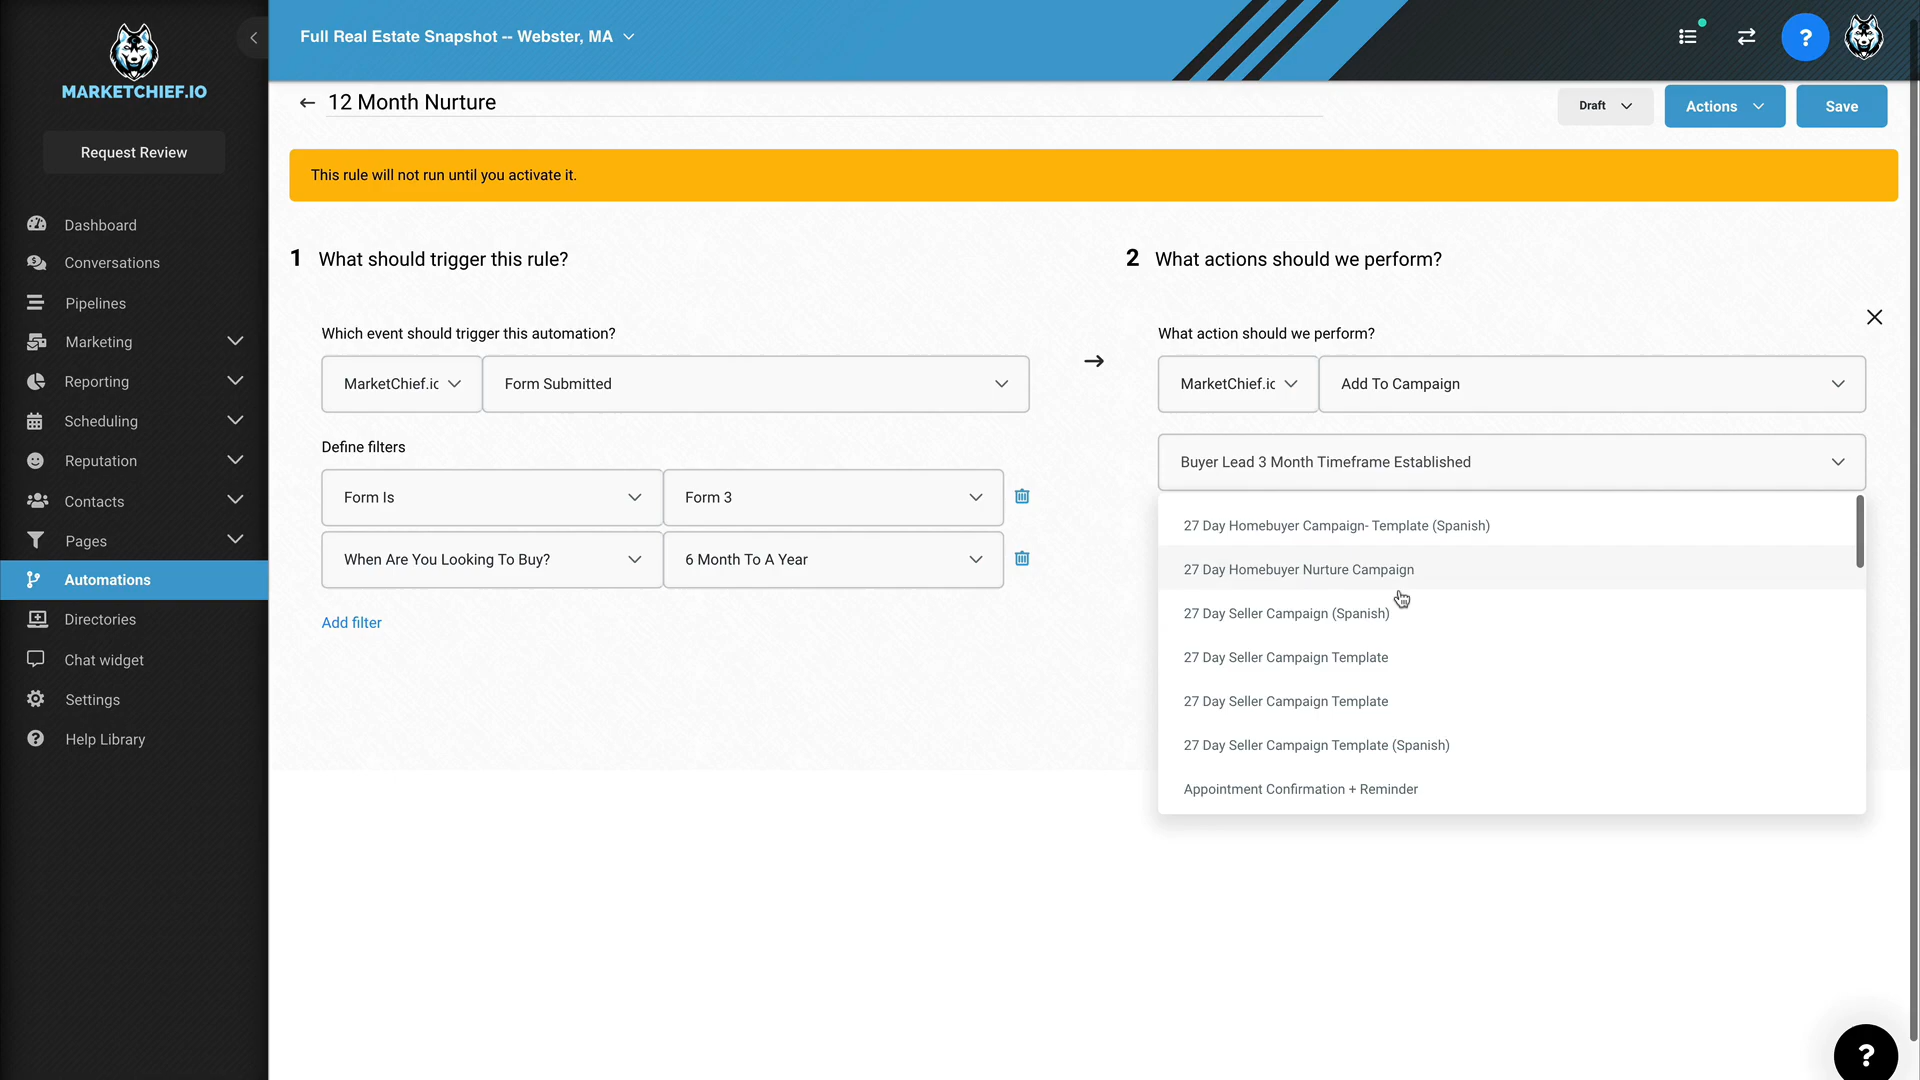 MARKETCHIEF.IO
Request Review
Dashboard
Conversations
Pipelines
Marketing
Reporting
Scheduling
Reputation
Contacts
Pages
Automations
Directories
Chat widget
Settings
Help Library
Full Real Estate Snapshot -- Webster, MA
?
12 Month Nurture
Draft
Actions
Save
This rule will not run until you activate it.
1 What should trigger this rule?
Which event should trigger this automation?
MarketChief.ic
Form Submitted
Define filters
Form Is
Form 3
When Are You Looking To Buy?
6 Month To A Year
Add filter
2 What actions should we perform?
What action should we perform?
MarketChief.ic
Add To Campaign
Buyer Lead 3 Month Timeframe Established
27 Day Homebuyer Campaign- Template (Spanish)
27 Day Homebuyer Nurture Campaign
27 Day Seller Campaign (Spanish)
27 Day Seller Campaign Template
27 Day Seller Campaign Template
27 Day Seller Campaign Template (Spanish)
Appointment Confirmation + Reminder
?